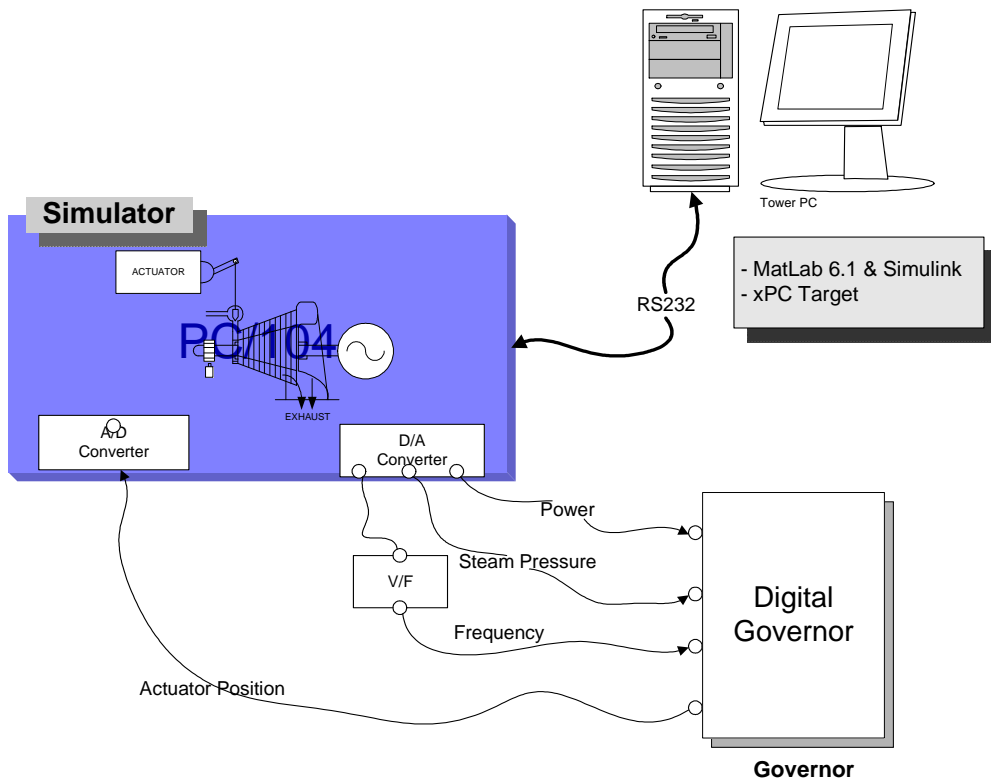 Tower PC
Simulator
- MatLab 6.1 & Simulink
- xPC Target
ACTUATOR
RS232
PC/104
EXHAUST
A/D
Converter
D/A
Converter
Power
Steam Pressure
V/F
Digital
Governor
Frequency
Actuator Position
Governor